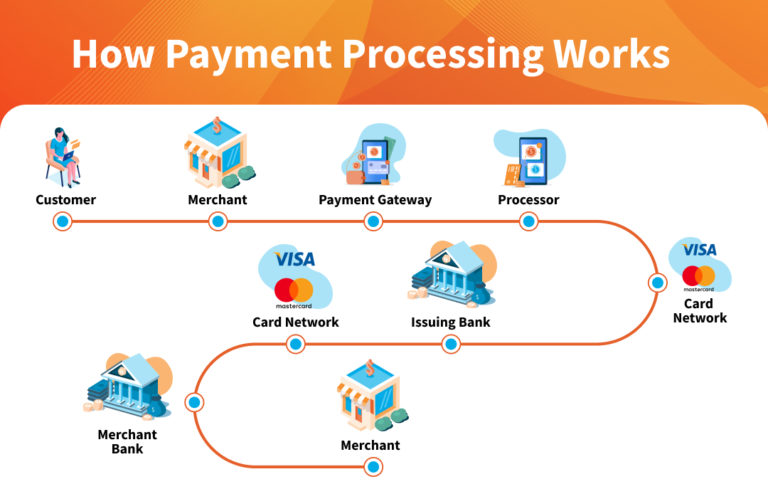 How Payment Processing Works
Customer
Merchant
Payment Gateway
Processor
VISA
mastercard
Card
Network
VISA
mastercard
Card Network
Issuing Bank
Merchant
Bank
Merchant